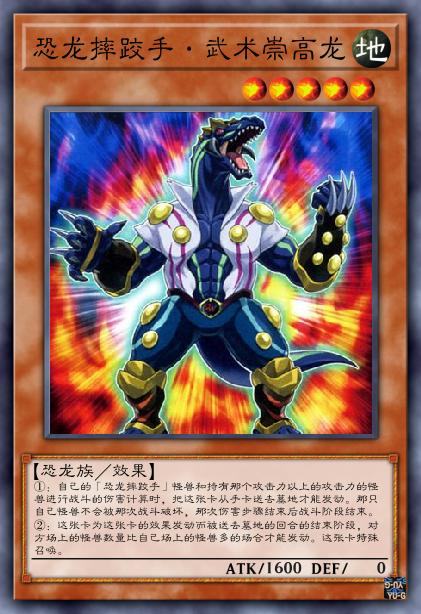 恐龙摔跤手·武术崇高龙
地
【恐龙族／效果】
①：自己的「恐龙摔跤手」怪兽和持有那个攻击力以上的攻击力的怪
兽进行战斗的伤害计算时，把这张卡从手卡送去墓地才能发动。那只
自己怪兽不会被那次战斗破坏，那次伤害步骤结束后战斗阶段结束。
②：这张卡为这张卡的效果发动而被送去墓地的回合的结束阶段，对
方场上的怪兽数量比自己场上的怪兽多的场合才能发动。这张卡特殊
召唤。
ATK/1600 DEF/ 0
YU-G